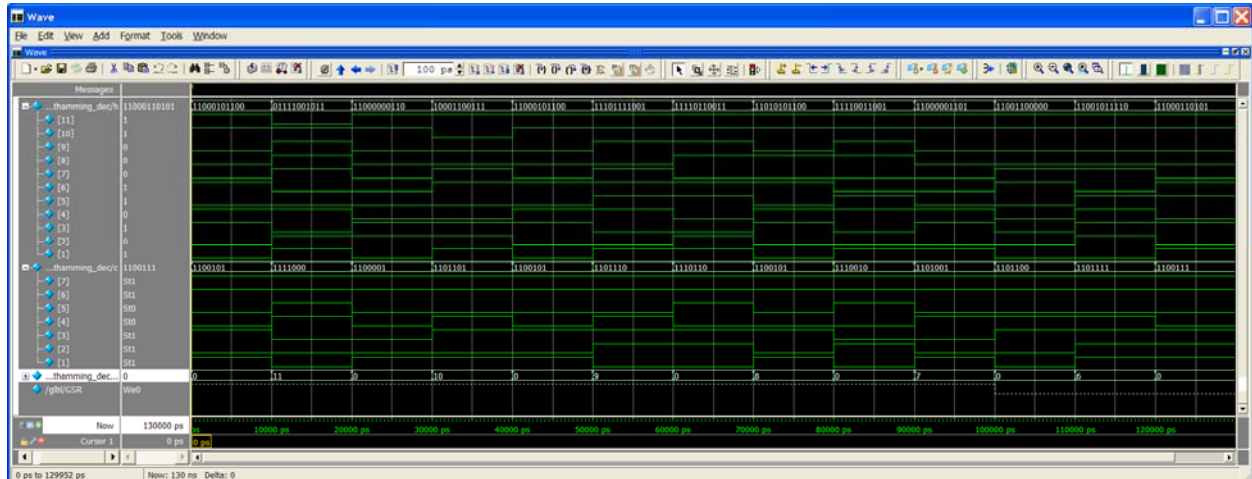 Wave
File Edit View Add Format Tools Window
Wave
100 ps
Messages
...thamming_dec/h 11000110101 11000101100 01111001011 11000000110 10001100111 11000101100 11101111001 11110110011 11010101100 11110011001 11000001101 11001100000 11001011110 11000110101
[11] 1
[10] 1
[9] 0
[8] 0
[7] 0
[6] 1
[5] 1
[4] 0
[3] 1
[2] 0
[1] 1
...thamming_dec/c 1100111 1100101 1111000 1100001 1101101 1100101 1101110 1110110 1100101 1110010 1101001 1101100 1101111 1100111
[7] St1
[6] St1
[5] St0
[4] St0
[3] St1
[2] St1
[1] St1
...thamming_dec... 0 0 11 0 10 0 9 0 8 0 7 0 6 0
/glbl/GSR We0
Now 130000 ps ps 10000 ps 20000 ps 30000 ps 40000 ps 50000 ps 60000 ps 70000 ps 80000 ps 90000 ps 100000 ps 110000 ps 120000 ps
Cursor 1 0 ps 0 ps
0 ps to 129952 ps Now: 130 ns Delta: 0